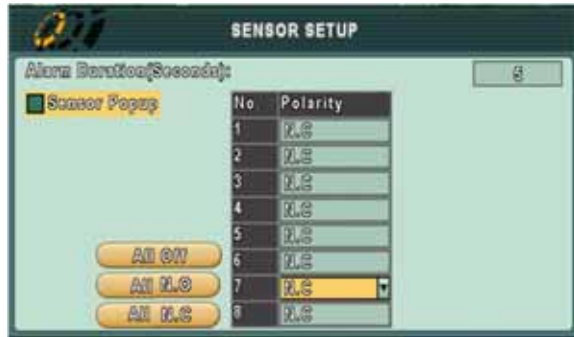 SENSOR SETUP
Alarm Duration(Seconds): 5
Sensor Popup
No Polarity
1 N.C
2 N.C
3 N.C
4 N.C
5 N.C
6 N.C
7 N.C
8 N.C
All Off
All N.O
All N.C